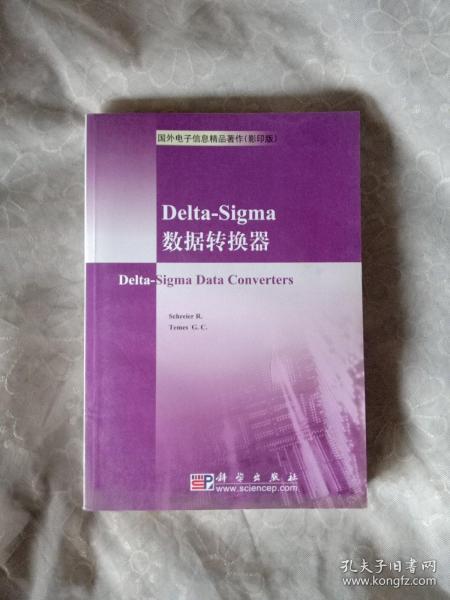 国外电子信息精品著作(影印版)
Delta-Sigma
数据转换器
Delta-Sigma Data Converters
Schreier R.
Temes G. C.
SP
科学出版社
www.sciencep.com
孔夫子旧书网
www.kongfz.com